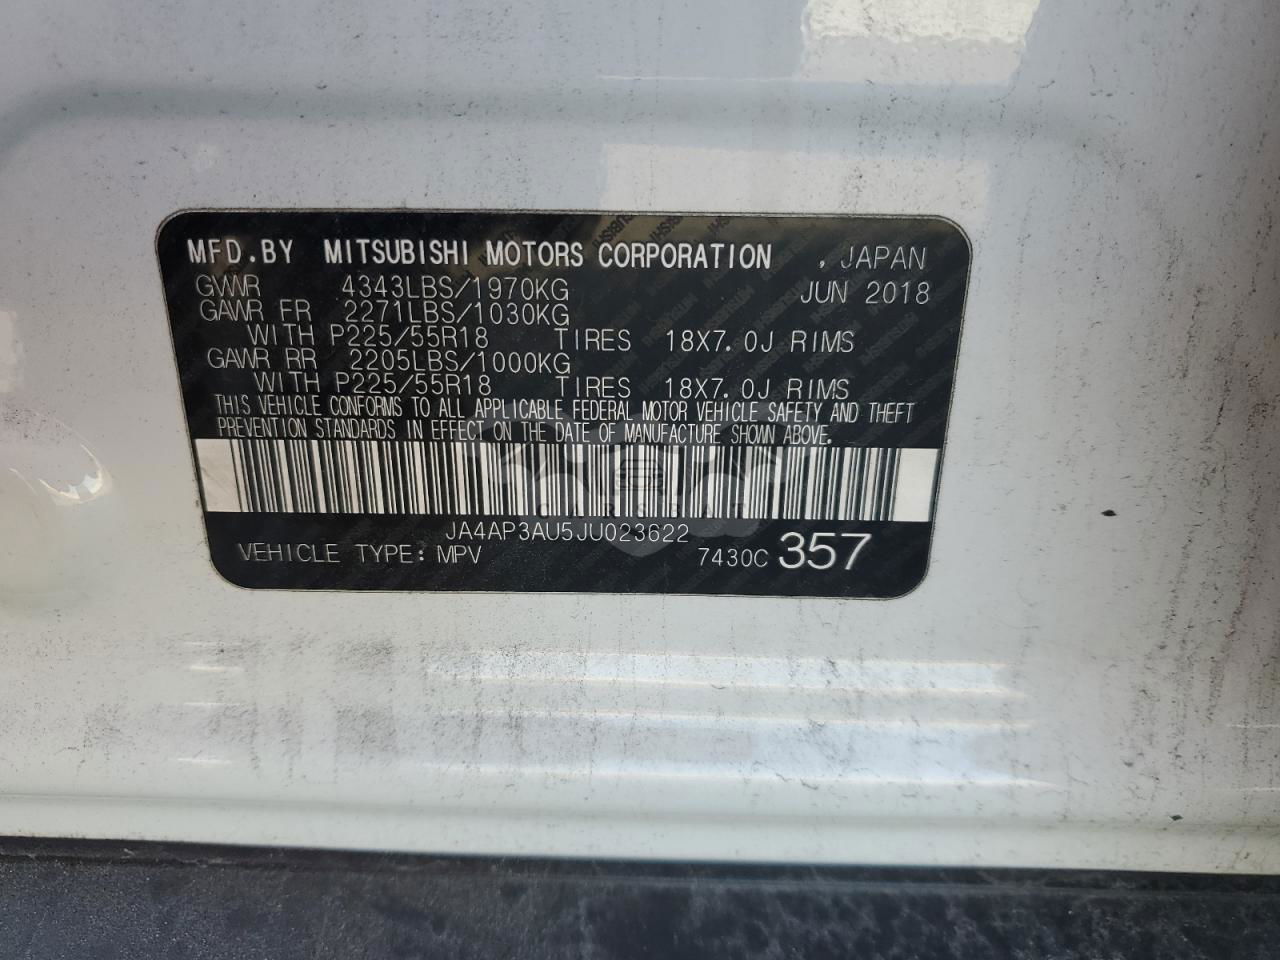 MFD.BY MITSUBISHI MOTORS CORPORATION , JAPAN
GVWR 4343LBS/1970KG JUN 2018
GAWR FR 2271LBS/1030KG
WITH P225/55R18 TIRES 18X7.0J RIMS
GAWR RR 2205LBS/1000KG
WITH P225/55R18 TIRES 18X7.0J RIMS
THIS VEHICLE CONFORMS TO ALL APPLICABLE FEDERAL MOTOR VEHICLE SAFETY AND THEFT
PREVENTION STANDARDS IN EFFECT ON THE DATE OF MANUFACTURE SHOWN ABOVE.
JA4AP3AU5JU023622
VEHICLE TYPE: MPV 7430C 357